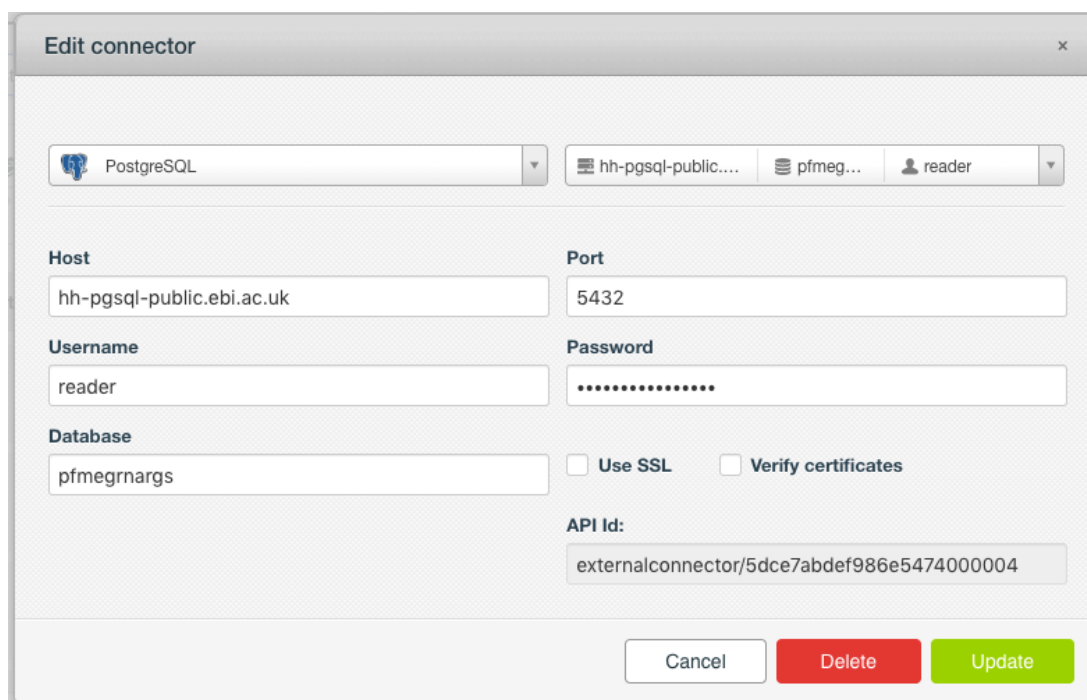 Edit connector ×
PostgreSQL hh-pgsql-public.... pfmeg... reader
Host Port
hh-pgsql-public.ebi.ac.uk 5432
Username Password
reader ••••••••••••••••
Database
pfmegrnargs
Use SSL Verify certificates
API Id:
externalconnector/5dce7abdef986e5474000004
Cancel Delete Update